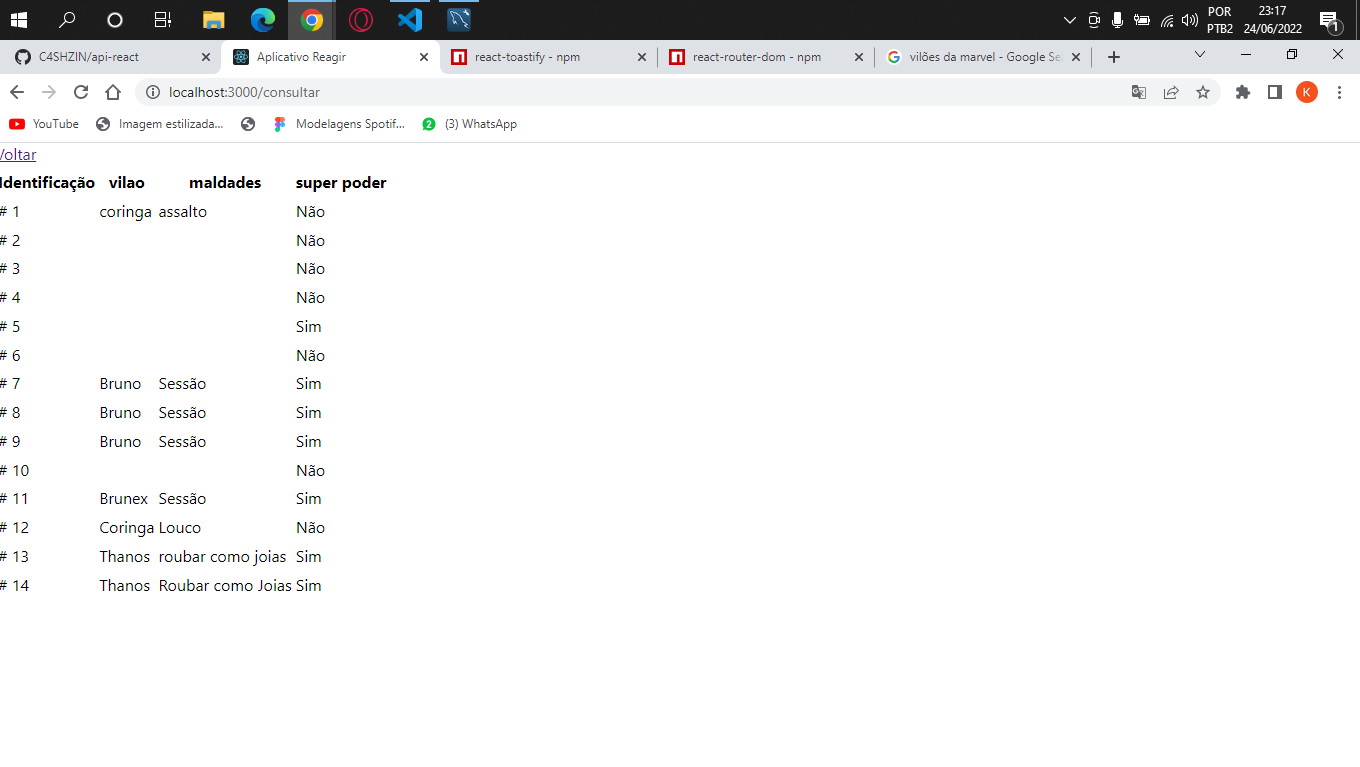 POR
PTB2
23:17
24/06/2022
1
C4SHZIN/api-react
Aplicativo Reagir
react-toastify - npm
react-router-dom - npm
vilões da marvel - Google Se
localhost:3000/consultar
K
YouTube
Imagem estilizada...
Modelagens Spotif...
2
(3) WhatsApp
Voltar
Identificação vilao maldades super poder
# 1 coringa assalto Não
# 2 Não
# 3 Não
# 4 Não
# 5 Sim
# 6 Não
# 7 Bruno Sessão Sim
# 8 Bruno Sessão Sim
# 9 Bruno Sessão Sim
# 10 Não
# 11 Brunex Sessão Sim
# 12 Coringa Louco Não
# 13 Thanos roubar como joias Sim
# 14 Thanos Roubar como Joias Sim